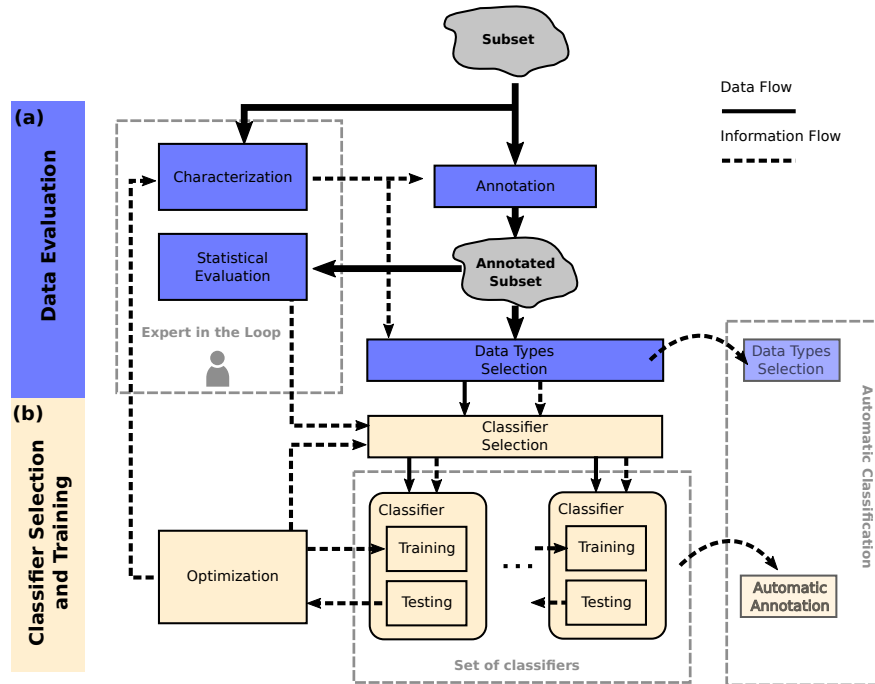 Subset
Data Flow
Information Flow
(a)
Data Evaluation
Characterization
Annotation
Statistical
Evaluation
Annotated
Subset
Expert in the Loop
Data Types
Selection
Data Types
Selection
Automatic Classification
(b)
Classifier Selection
and Training
Classifier
Selection
Classifier
Training
Testing
...
Classifier
Training
Testing
Optimization
Automatic
Annotation
Set of classifiers